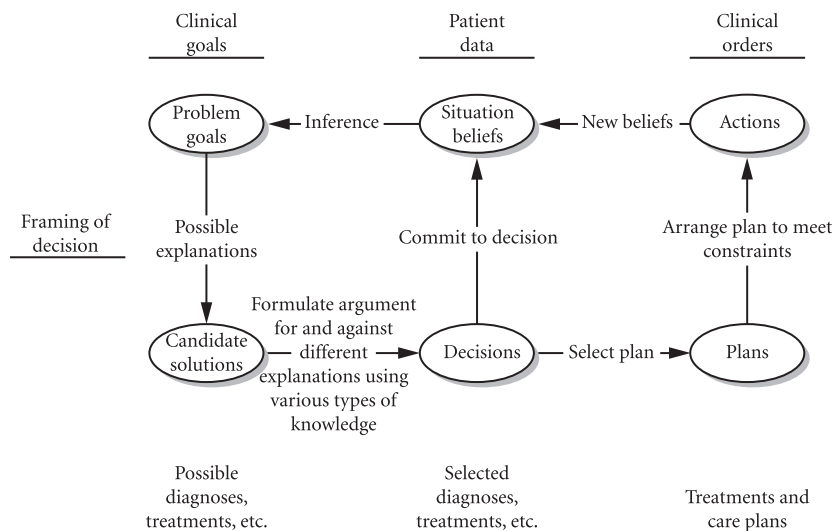 Clinical
goals
Patient
data
Clinical
orders
Problem
goals
Inference
Situation
beliefs
New beliefs
Actions
Framing of
decision
Possible
explanations
Commit to decision
Arrange plan to meet
constraints
Candidate
solutions
Formulate argument
for and against
different
explanations using
various types of
knowledge
Decisions
Select plan
Plans
Possible
diagnoses,
treatments, etc.
Selected
diagnoses,
treatments, etc.
Treatments and
care plans